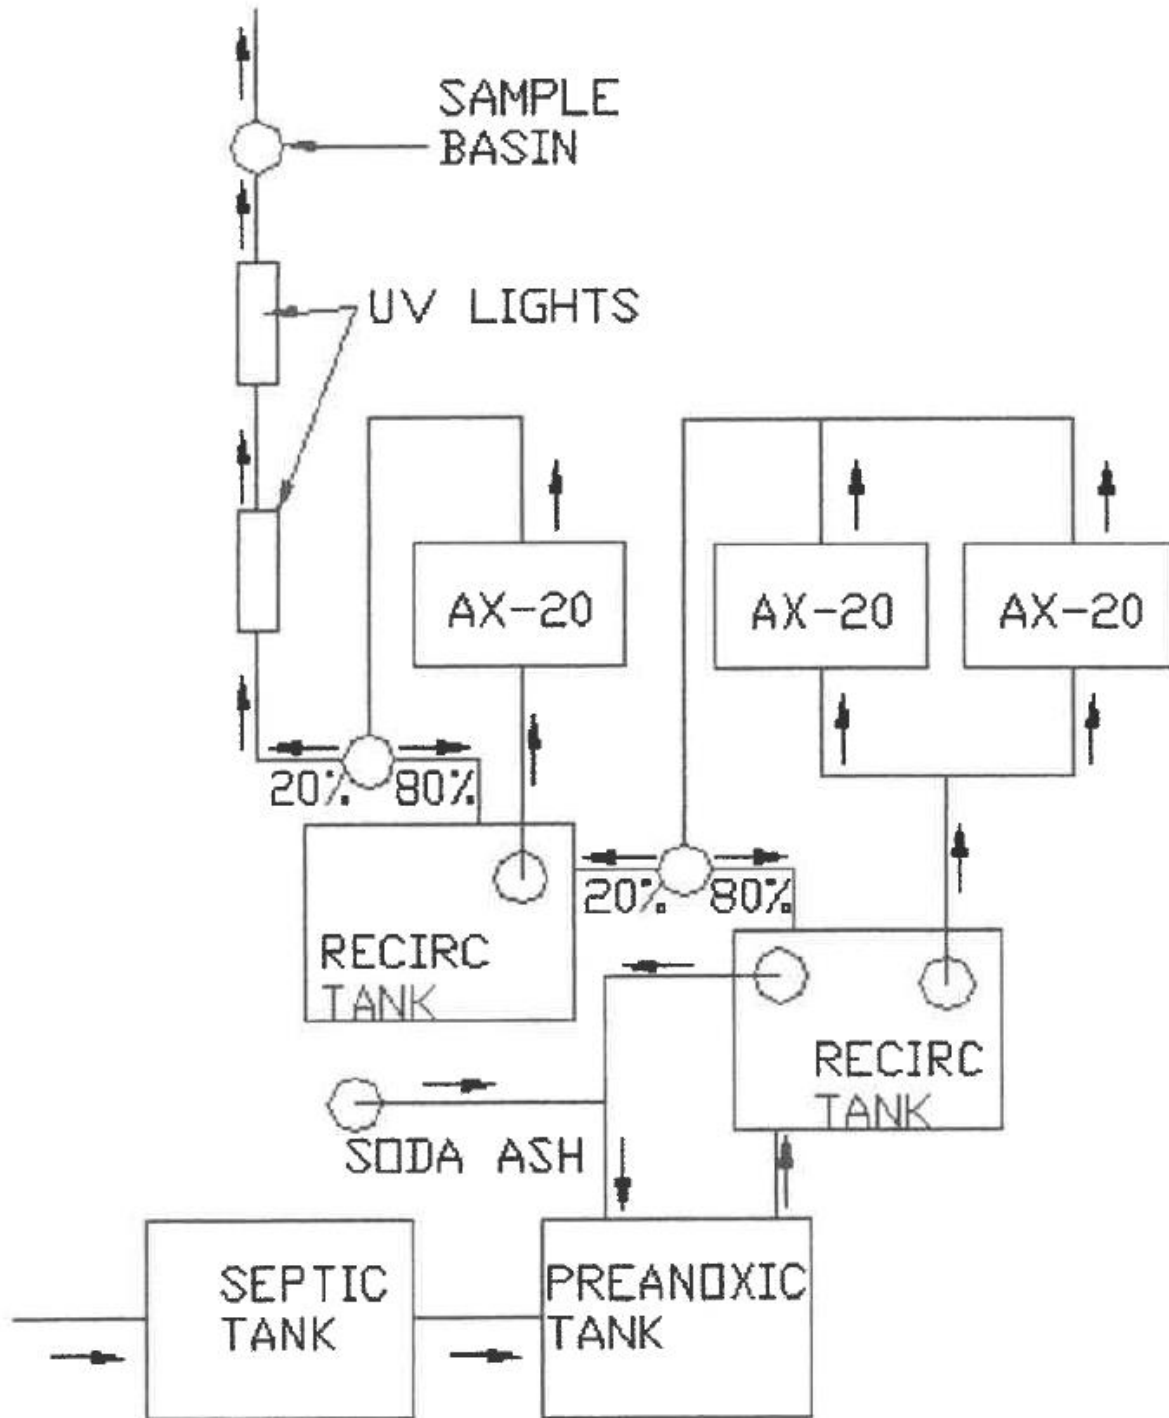 SAMPLE
BASIN
UV LIGHTS
AX-20
AX-20
AX-20
20%
80%
20%
80%
RECIRC
TANK
RECIRC
TANK
SODA ASH
SEPTIC
TANK
PREANOXIC
TANK